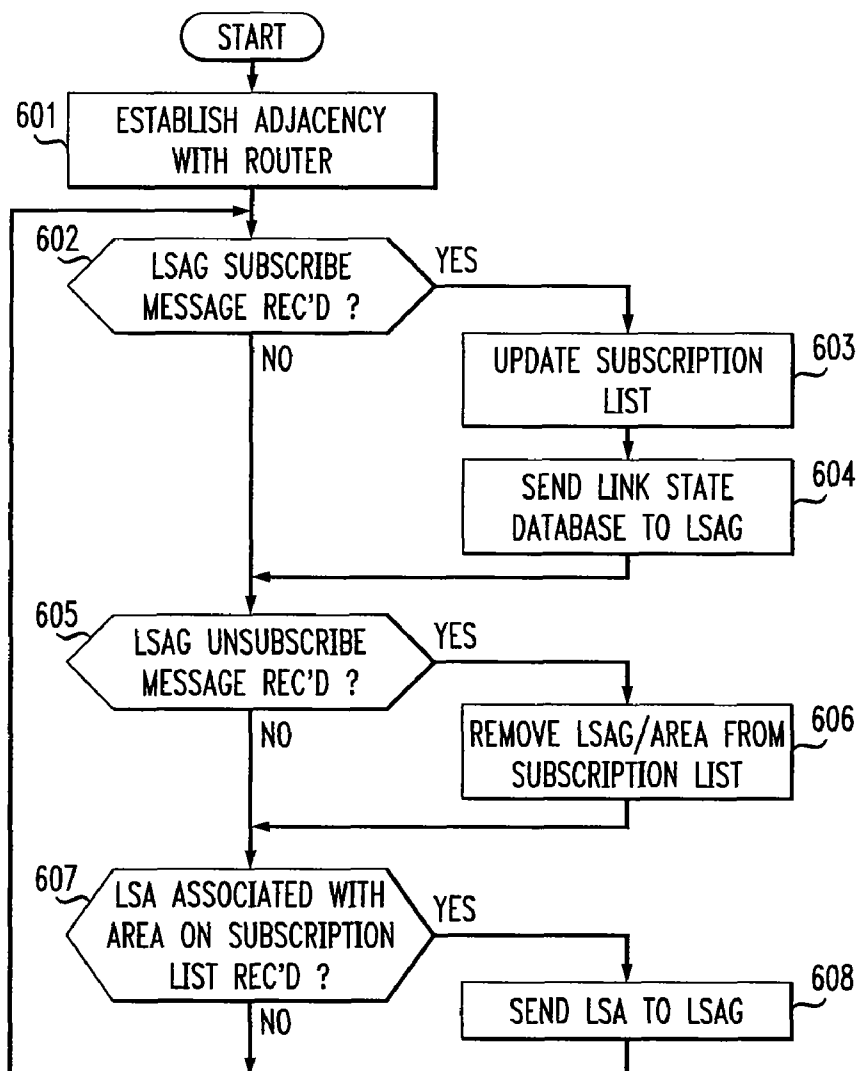 START
601
ESTABLISH ADJACENCY
WITH ROUTER
602
LSAG SUBSCRIBE
MESSAGE REC'D ?
YES
NO
603
UPDATE SUBSCRIPTION
LIST
604
SEND LINK STATE
DATABASE TO LSAG
605
LSAG UNSUBSCRIBE
MESSAGE REC'D ?
YES
NO
606
REMOVE LSAG/AREA FROM
SUBSCRIPTION LIST
607
LSA ASSOCIATED WITH
AREA ON SUBSCRIPTION
LIST REC'D ?
YES
NO
608
SEND LSA TO LSAG